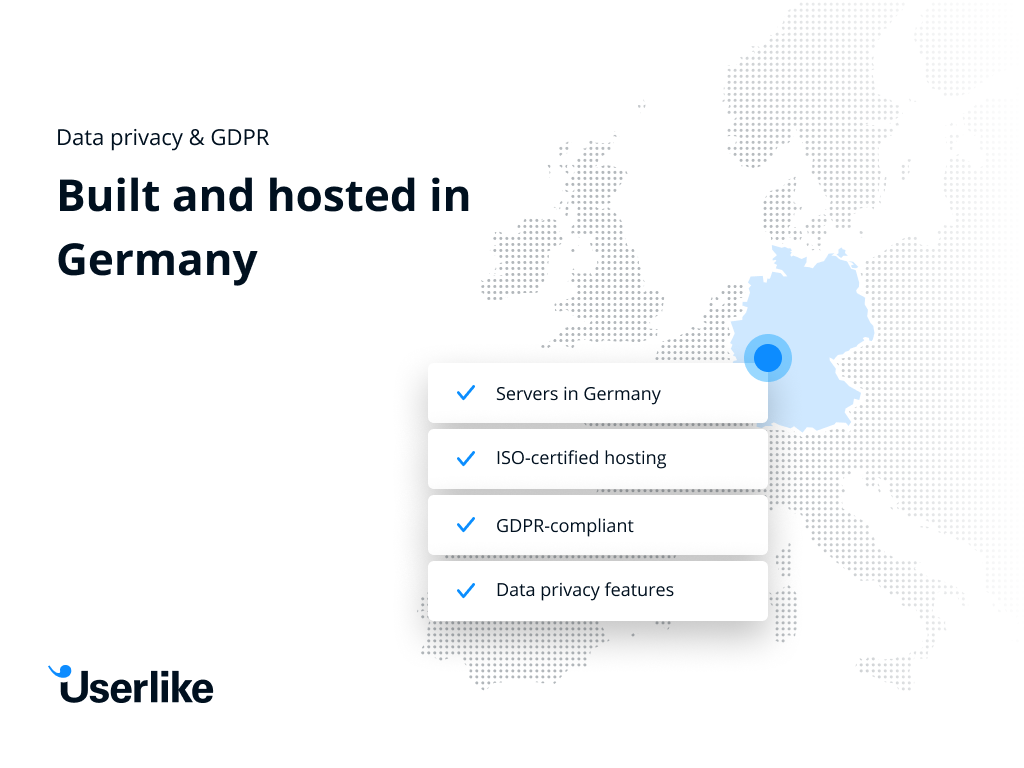 Data privacy & GDPR
Built and hosted in
Germany
Servers in Germany
ISO-certified hosting
GDPR-compliant
Data privacy features
Userlike